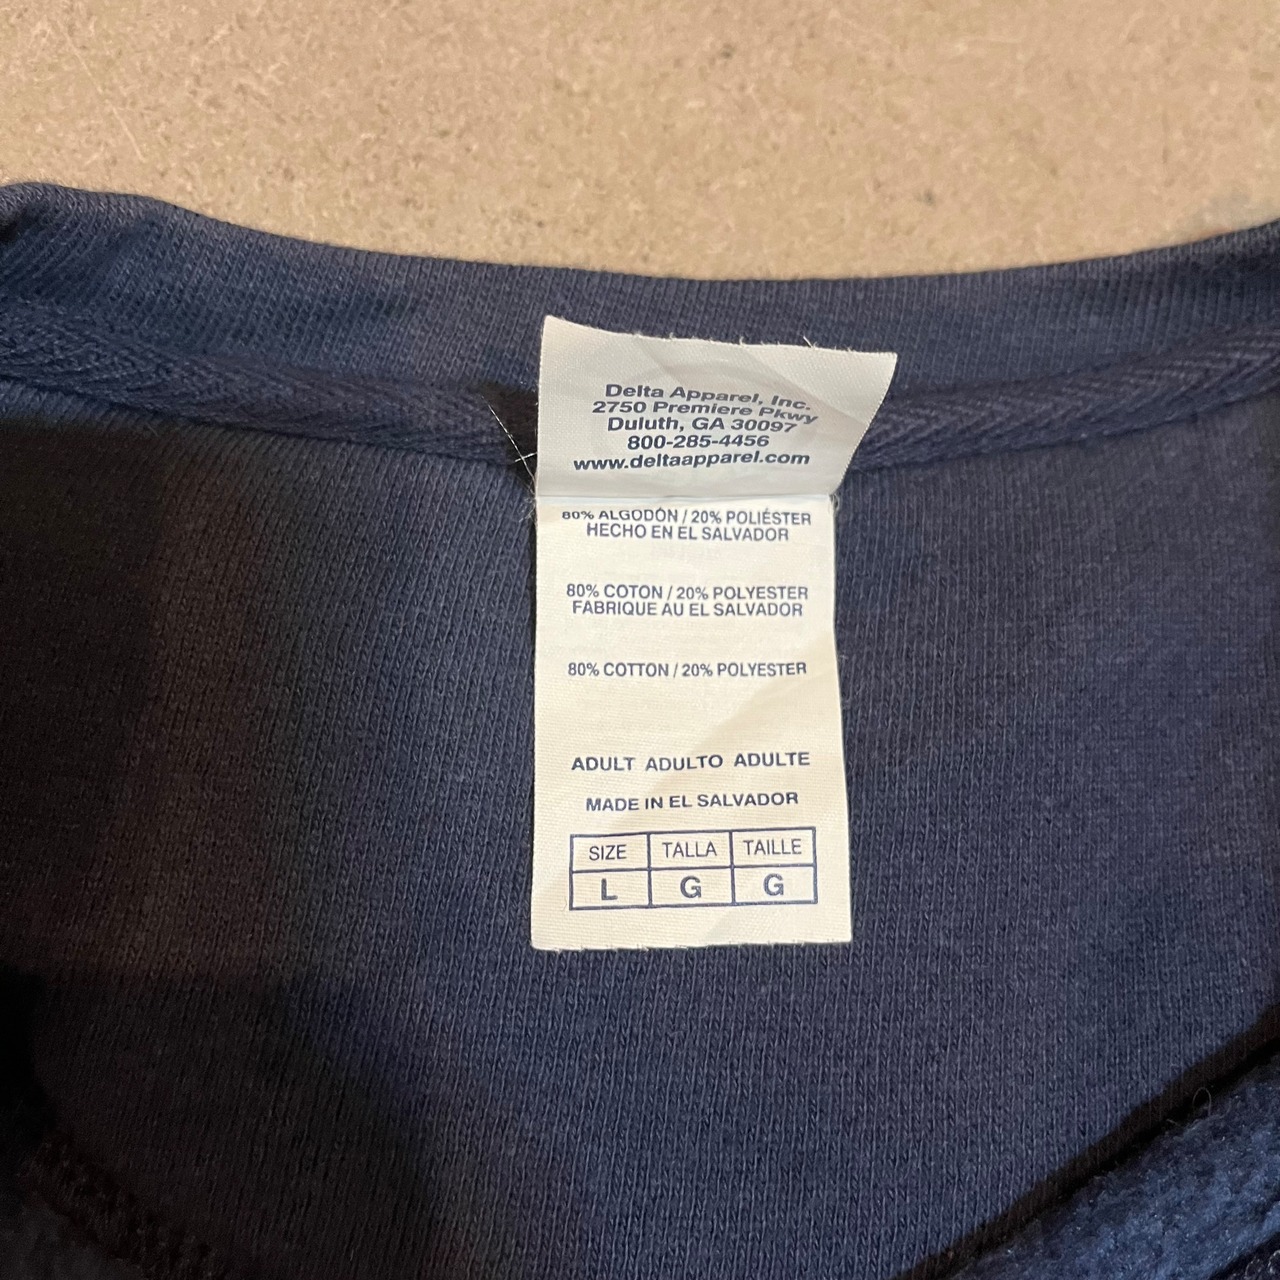 Delta Apparel, Inc.
2750 Premiere Pkwy
Duluth, GA 30097
800-285-4456
www.deltaapparel.com
80% ALGODÓN / 20% POLIÉSTER
HECHO EN EL SALVADOR
80% COTON / 20% POLYESTER
FABRIQUE AU EL SALVADOR
80% COTTON / 20% POLYESTER
ADULT ADULTO ADULTE
MADE IN EL SALVADOR
SIZE TALLA TAILLE
L G G